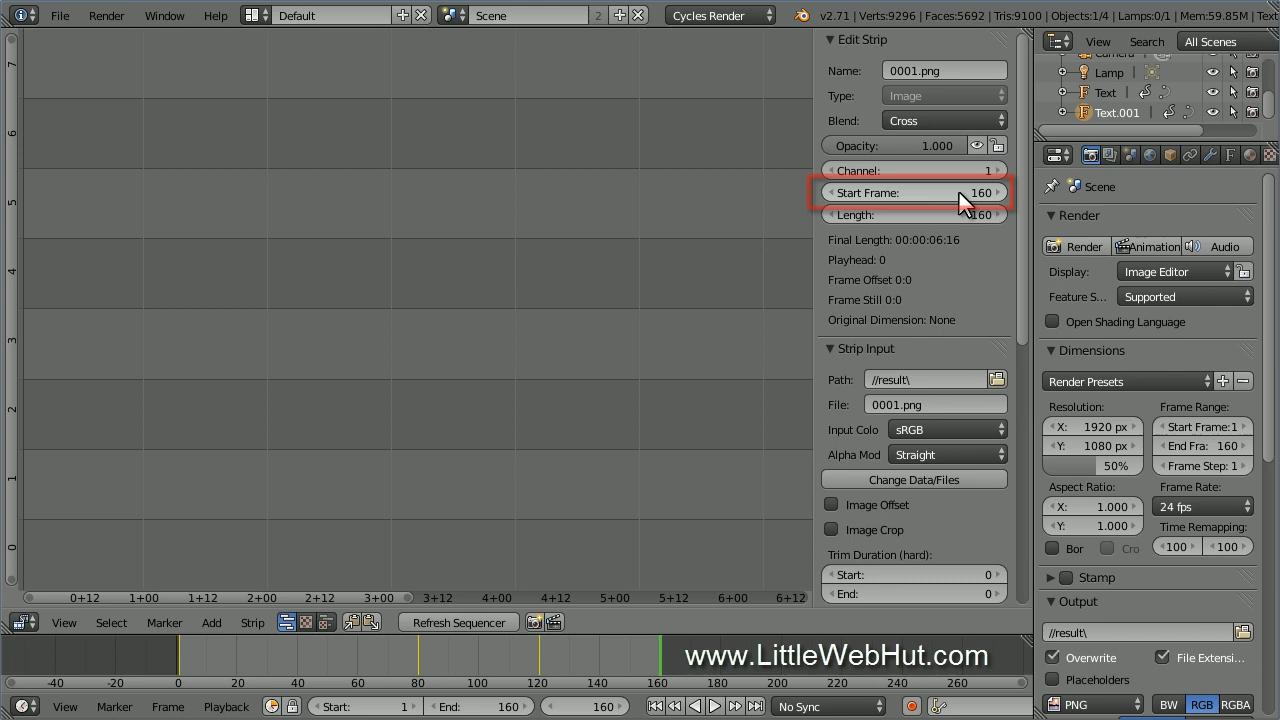 File Render Window Help Default Scene 2 Cycles Render v2.71 | Verts:9296 | Faces:5692 | Tris:9100 | Objects:1/4 | Lamps:0/1 | Mem:59.85M | Text
7
6
5
4
3
2
1
0
0+12 1+00 1+12 2+00 2+12 3+00 3+12 4+00 4+12 5+00 5+12 6+00 6+12
Edit Strip
Name: 0001.png
Type: Image
Blend: Cross
Opacity: 1.000
Channel: 1
Start Frame: 160
Length: 160
Final Length: 00:00:06:16
Playhead: 0
Frame Offset 0:0
Frame Still 0:0
Original Dimension: None
Strip Input
Path: //result\
File: 0001.png
Input Colo sRGB
Alpha Mod Straight
Change Data/Files
Image Offset
Image Crop
Trim Duration (hard):
Start: 0
End: 0
View Select Marker Add Strip Refresh Sequencer
www.LittleWebHut.com
-40 -20 0 20 40 60 80 100 120 140 160 180 200 220 240 260
View Marker Frame Playback Start: 1 End: 160 160 No Sync
View Search All Scenes
Lamp
Text
Text.001
Scene
Render
Render Animation Audio
Display: Image Editor
Feature S... Supported
Open Shading Language
Dimensions
Render Presets
Resolution: Frame Range:
X: 1920 px Start Frame:1
Y: 1080 px End Fra: 160
50% Frame Step: 1
Aspect Ratio: Frame Rate:
X: 1.000 24 fps
Y: 1.000 Time Remapping:
Bor Cro 100 100
Stamp
Output
//result\
Overwrite File Extensi...
Placeholders
PNG BW RGB RGBA